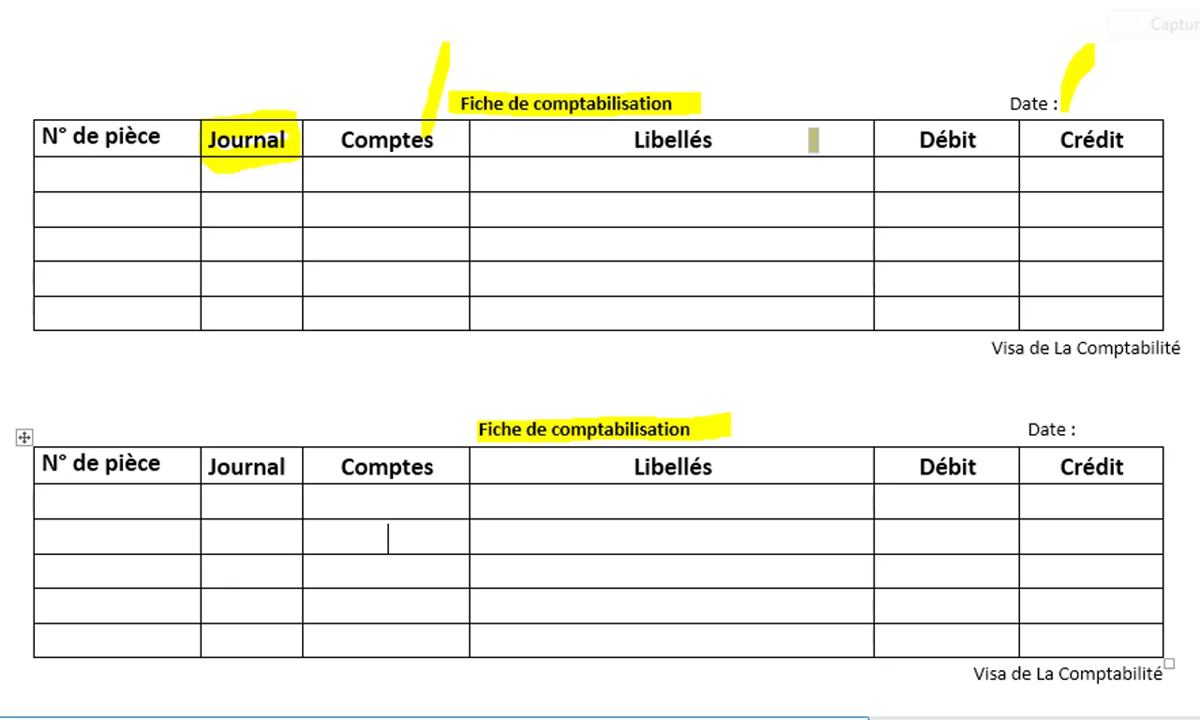 Captur
Fiche de comptabilisation Date :
N° de pièce Journal Comptes Libellés Débit Crédit
Visa de La Comptabilité
Fiche de comptabilisation Date :
N° de pièce Journal Comptes Libellés Débit Crédit
Visa de La Comptabilité